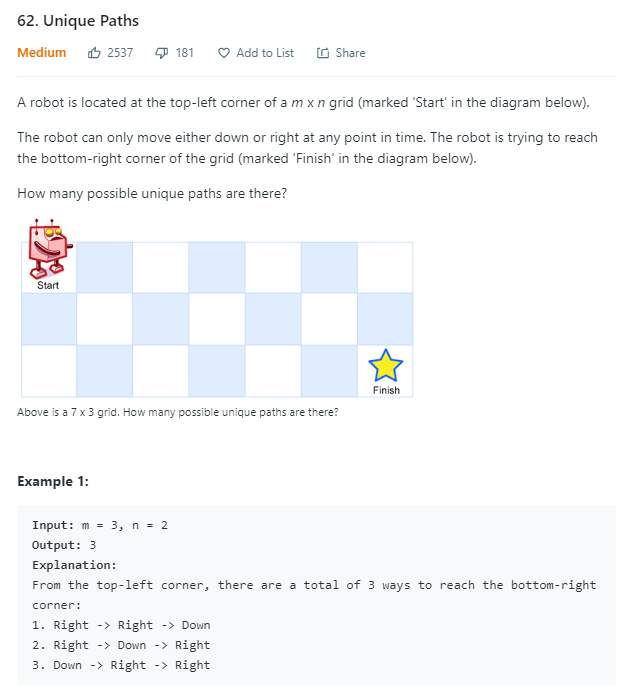 62. Unique Paths
Medium 2537 181 Add to List Share
A robot is located at the top-left corner of a m x n grid (marked 'Start' in the diagram below).
The robot can only move either down or right at any point in time. The robot is trying to reach
the bottom-right corner of the grid (marked 'Finish' in the diagram below).
How many possible unique paths are there?
Start
Finish
Above is a 7 x 3 grid. How many possible unique paths are there?
Example 1:
Input: m = 3, n = 2
Output: 3
Explanation:
From the top-left corner, there are a total of 3 ways to reach the bottom-right
corner:
1. Right -> Right -> Down
2. Right -> Down -> Right
3. Down -> Right -> Right